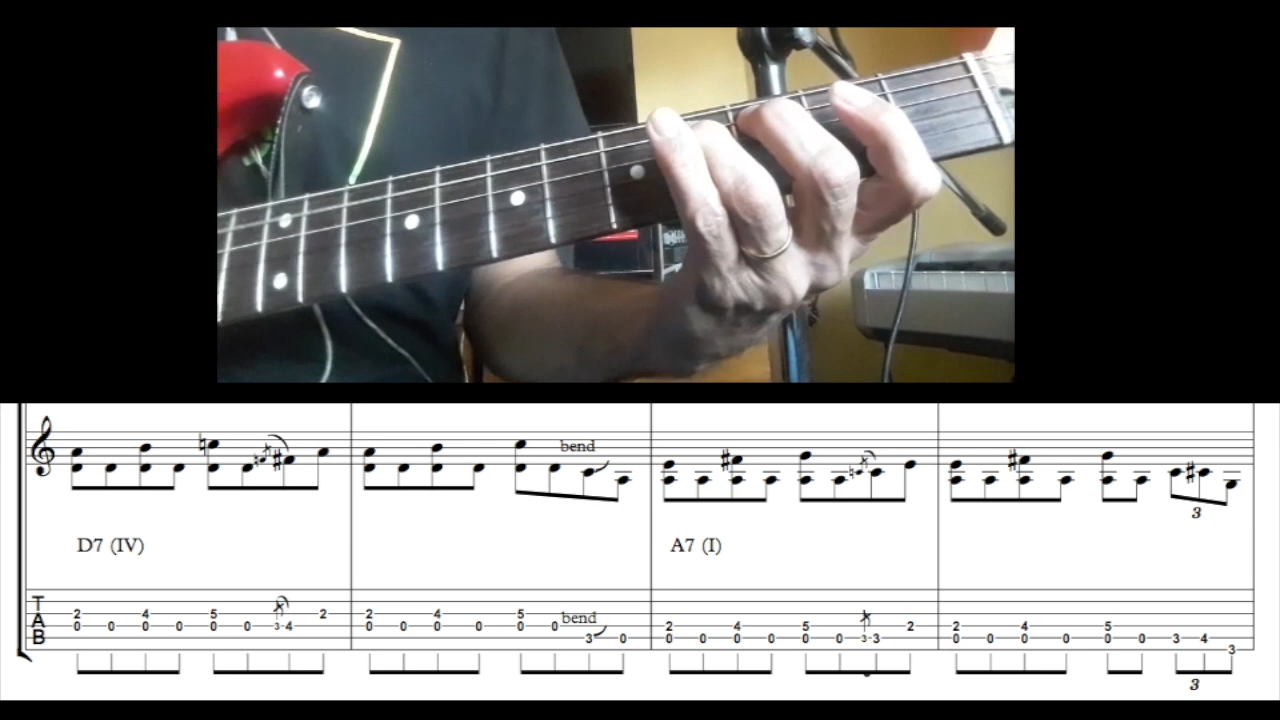 bend
3
D7 (IV) A7 (I)
T
A
B
2 4 5 2 2 4 5 bend
0 0 0 0 0 0 3 4 0 0 0 0 0 0 2 4 5 2 2 4 5
3 0 0 0 0 0 0 0 3 3 0 0 0 0 0 0 3 4
3
3